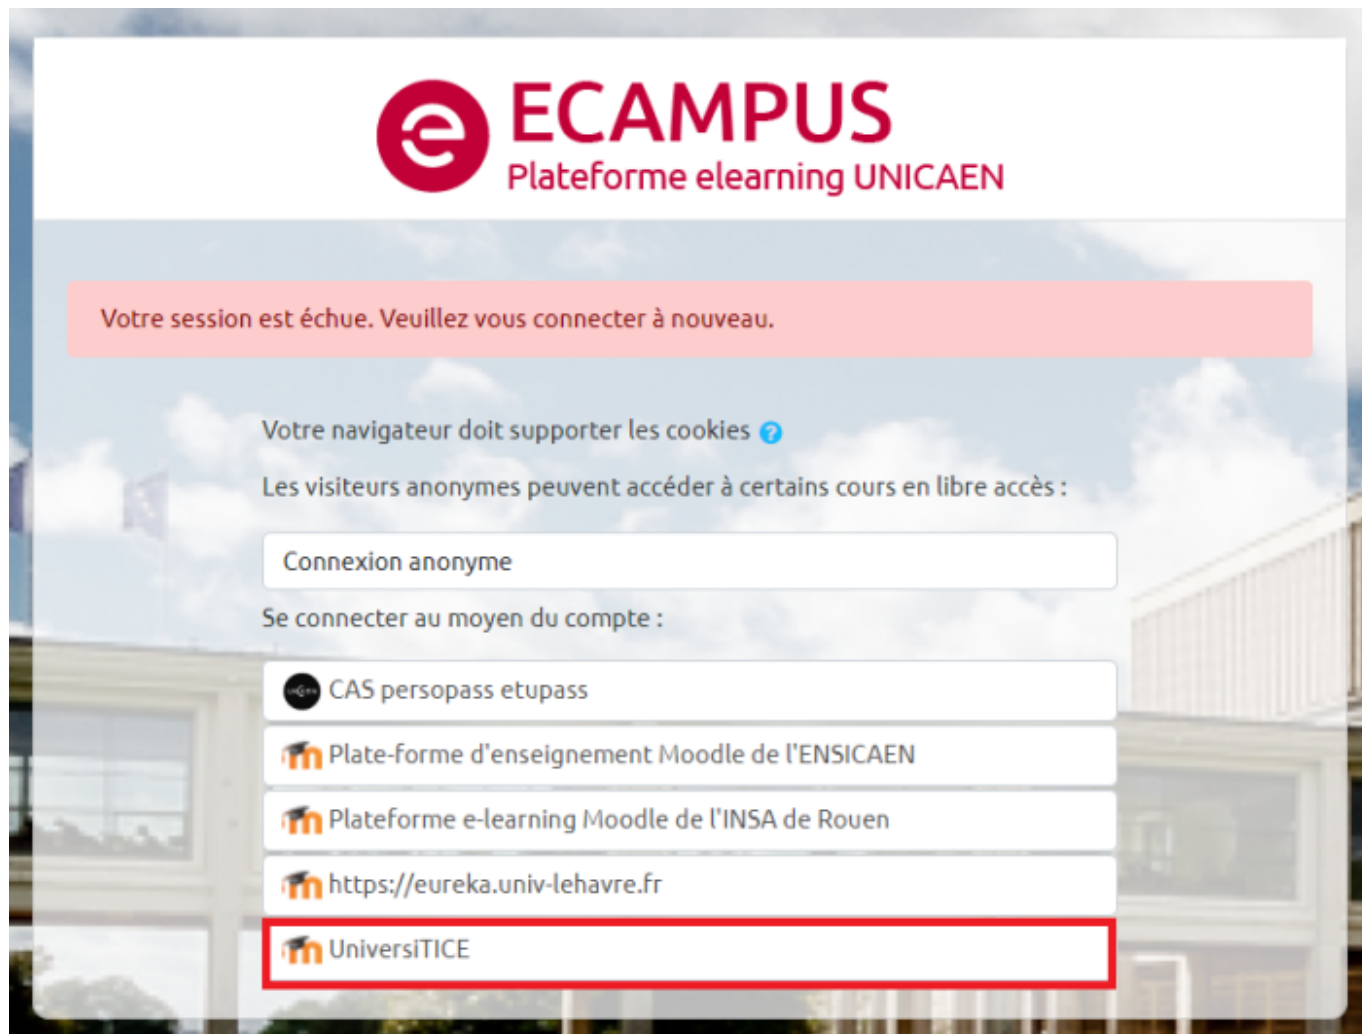 ECAMPUS
Plateforme elearning UNICAEN
Votre session est échue. Veuillez vous connecter à nouveau.
Votre navigateur doit supporter les cookies ?
Les visiteurs anonymes peuvent accéder à certains cours en libre accès :
Connexion anonyme
Se connecter au moyen du compte :
CAS persopass etupass
Plate-forme d'enseignement Moodle de l'ENSICAEN
Plateforme e-learning Moodle de l'INSA de Rouen
https://eureka.univ-lehavre.fr
UniversiTICE